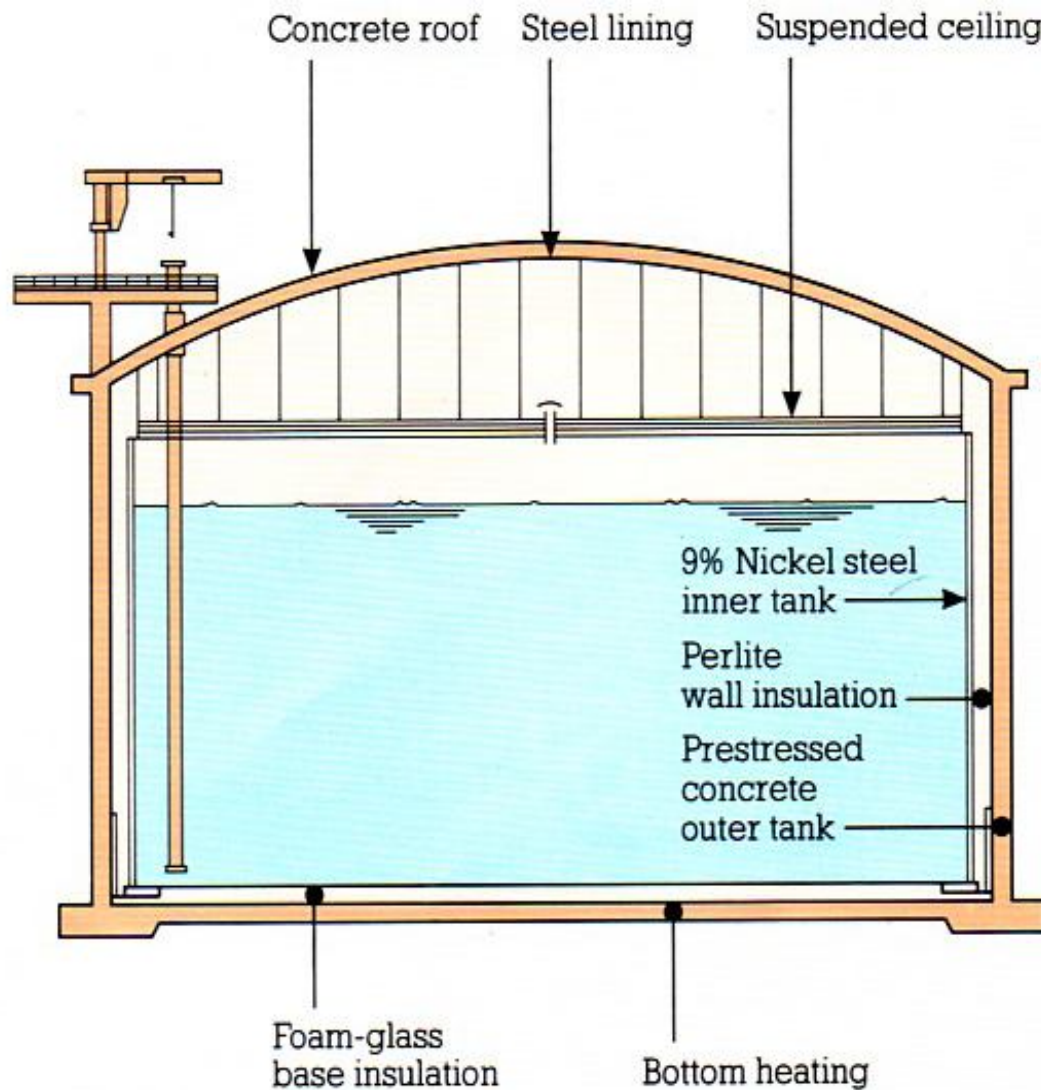 Concrete roof
Steel lining
Suspended ceiling
9% Nickel steel
inner tank
Perlite
wall insulation
Prestressed
concrete
outer tank
Foam-glass
base insulation
Bottom heating